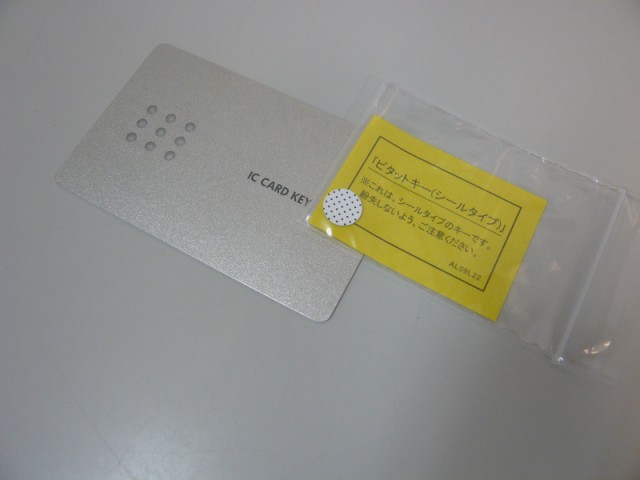 IC CARD KEY
「ピタットキー(シールタイプ)」
※これは、シールタイプのキーです。
紛失しないよう、ご注意ください。